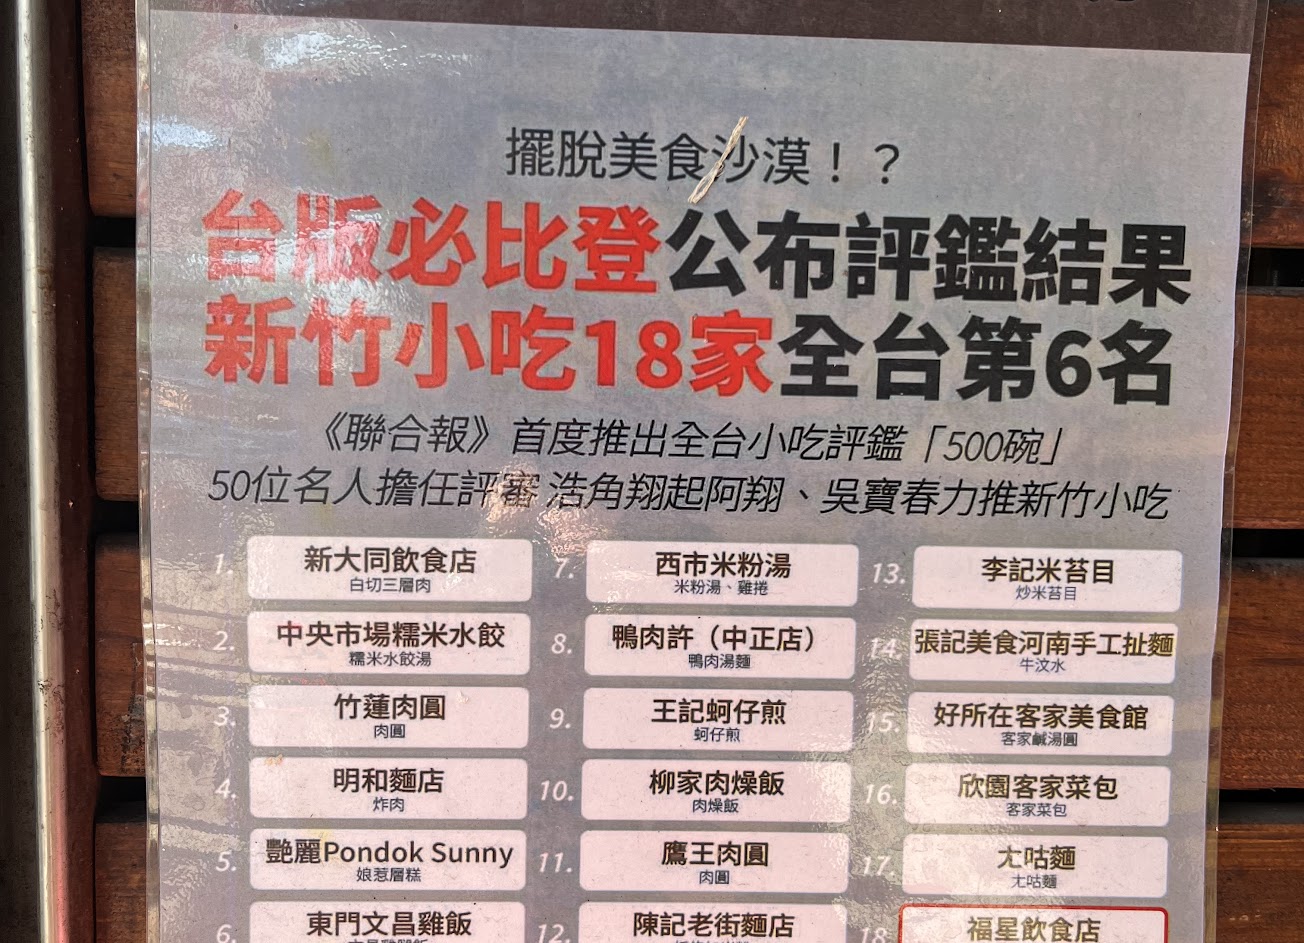 擺脫美食沙漠！？
台版必比登公布評鑑結果
新竹小吃18家全台第6名
《聯合報》首度推出全台小吃評鑑「500碗」
50位名人擔任評審 浩角翔起阿翔、吳寶春力推新竹小吃
1. 新大同飲食店
白切三層肉
2. 中央市場糯米水餃
糯米水餃湯
3. 竹蓮肉圓
肉圓
4. 明和麵店
炸肉
5. 艷麗Pondok Sunny
娘惹層糕
6. 東門文昌雞飯
7. 西市米粉湯
米粉湯、雞捲
8. 鴨肉許（中正店）
鴨肉湯麵
9. 王記蚵仔煎
蚵仔煎
10. 柳家肉燥飯
肉燥飯
11. 鷹王肉圓
肉圓
12. 陳記老街麵店
13. 李記米苔目
炒米苔目
14. 張記美食河南手工扯麵
牛汶水
15. 好所在客家美食館
客家鹹湯圓
16. 欣園客家菜包
客家菜包
17. 尢咕麵
尢咕麵
18 福星飲食店